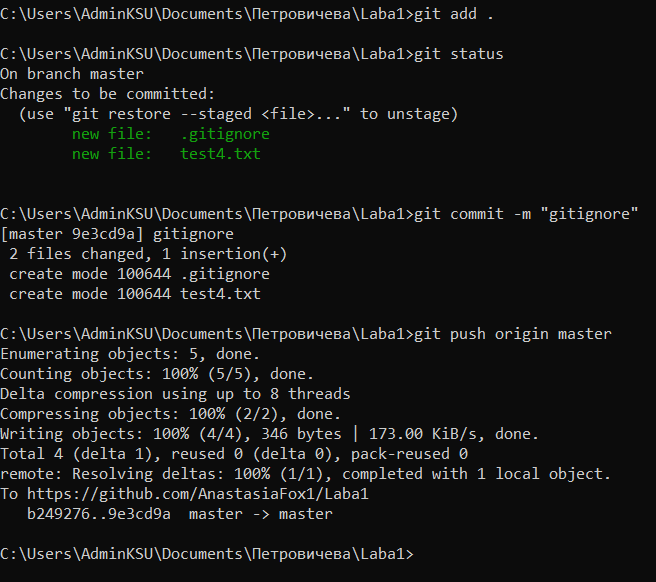 C:\Users\AdminKSU\Documents\Петровичева\Laba1>git add .
C:\Users\AdminKSU\Documents\Петровичева\Laba1>git status
On branch master
Changes to be committed:
  (use "git restore --staged <file>..." to unstage)
        new file:   .gitignore
        new file:   test4.txt
C:\Users\AdminKSU\Documents\Петровичева\Laba1>git commit -m "gitignore"
[master 9e3cd9a] gitignore
 2 files changed, 1 insertion(+)
 create mode 100644 .gitignore
 create mode 100644 test4.txt
C:\Users\AdminKSU\Documents\Петровичева\Laba1>git push origin master
Enumerating objects: 5, done.
Counting objects: 100% (5/5), done.
Delta compression using up to 8 threads
Compressing objects: 100% (2/2), done.
Writing objects: 100% (4/4), 346 bytes | 173.00 KiB/s, done.
Total 4 (delta 1), reused 0 (delta 0), pack-reused 0
remote: Resolving deltas: 100% (1/1), completed with 1 local object.
To https://github.com/AnastasiaFox1/Laba1
   b249276..9e3cd9a  master -> master
C:\Users\AdminKSU\Documents\Петровичева\Laba1>